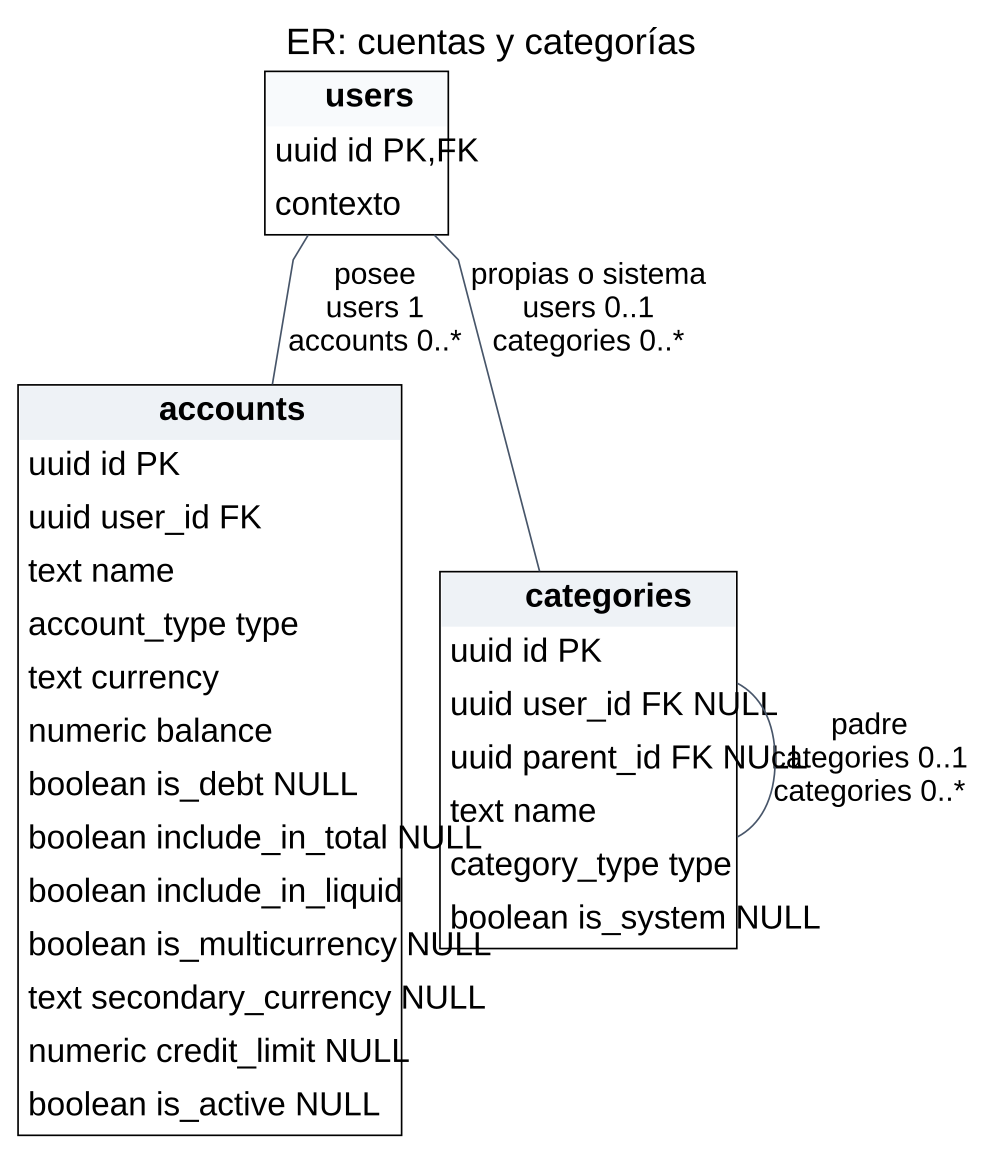 ER: cuentas y categorías
users
uuid id PK,FK
contexto
posee
users 1
accounts 0..*
propias o sistema
users 0..1
categories 0..*
accounts
uuid id PK
uuid user_id FK
text name
account_type type
text currency
numeric balance
boolean is_debt NULL
boolean include_in_total NULL
boolean include_in_liquid
boolean is_multicurrency NULL
text secondary_currency NULL
numeric credit_limit NULL
boolean is_active NULL
categories
uuid id PK
uuid user_id FK NULL
uuid parent_id FK NULL
text name
category_type type
boolean is_system NULL
padre
categories 0..1
categories 0..*